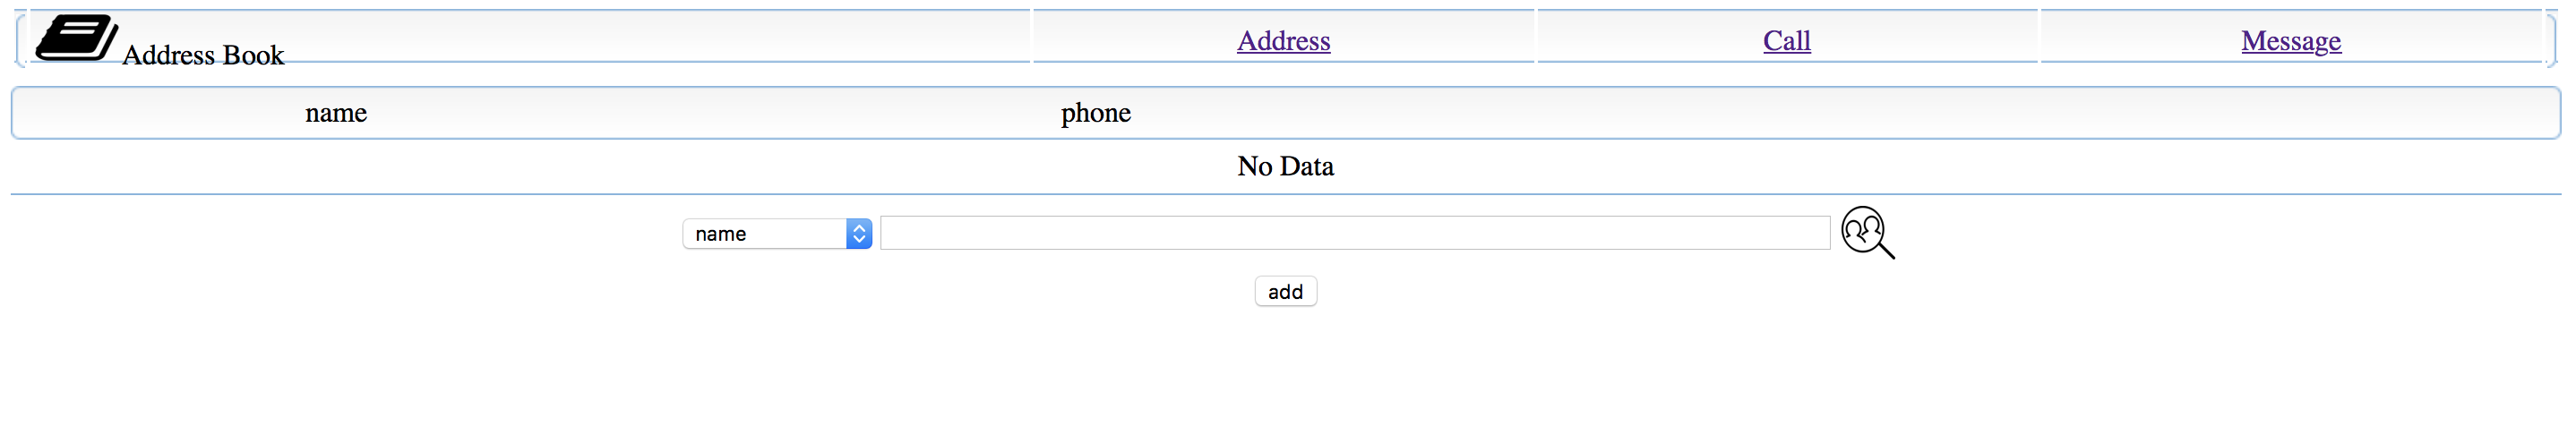 Address Book Address Call Message
name phone
No Data
name
add